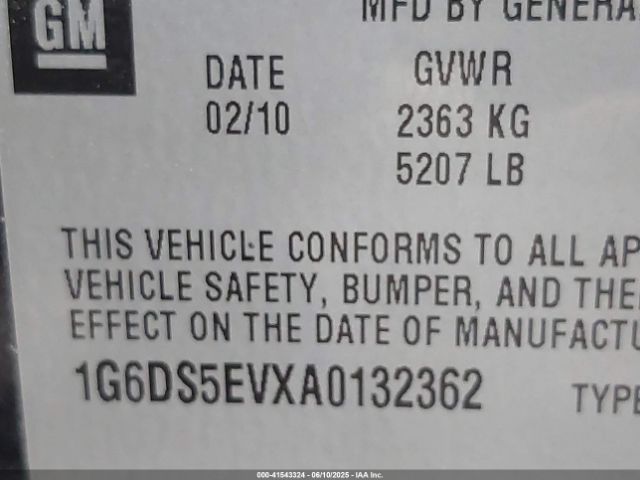 GM
MFD BY GENERA
DATE GVWR
02/10 2363 KG
5207 LB
THIS VEHICLE CONFORMS TO ALL AP
VEHICLE SAFETY, BUMPER, AND THE
EFFECT ON THE DATE OF MANUFACTU
1G6DS5EVXA0132362 TYPE
000-41543324 - 06/10/2025 - IAA Inc.